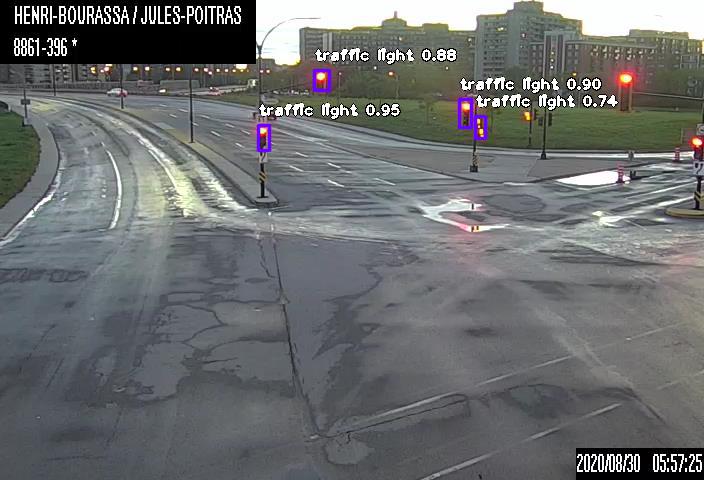 HENRI-BOURASSA / JULES-POITRAS
8861-396 *
traffic light 0.88
traffic light 0.90
traffic light 0.74
traffic light 0.95
2020/08/30 05:57:25